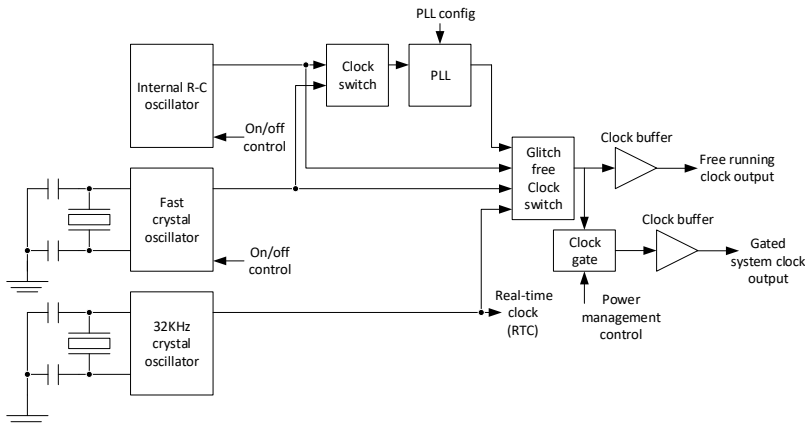 PLL config
Internal R-C
oscillator
Clock
switch
PLL
On/off
control
Glitch
free
Clock
switch
Clock buffer
Free running
clock output
Fast
crystal
oscillator
On/off
control
Clock buffer
Clock
gate
Gated
system clock
output
32KHz
crystal
oscillator
Real-time
clock
(RTC)
Power
management
control